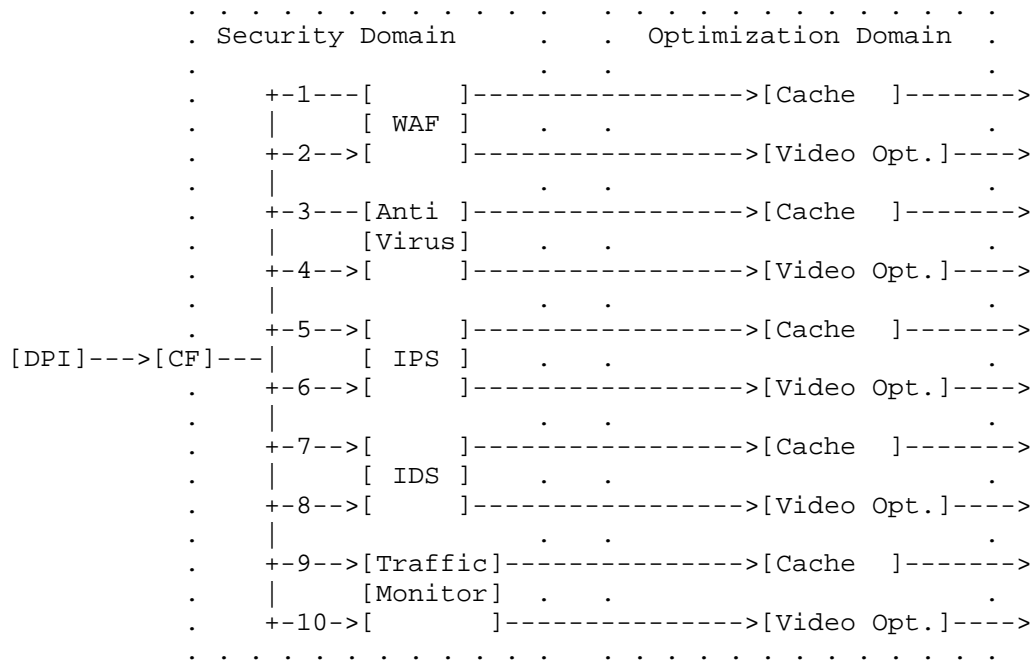 . . . . . . . . . . . .   . . . . . . . . . . . . .
. Security Domain     .   .  Optimization Domain  .
.                     .   .                       .
.    +-1---[     ]----------------->[Cache  ]------->
.    |     [ WAF ]    .   .                       .
.    +-2-->[     ]----------------->[Video Opt.]---->
.    |                .   .                       .
.    +-3---[Anti ]----------------->[Cache  ]------->
.    |     [Virus]    .   .                       .
.    +-4-->[     ]----------------->[Video Opt.]---->
.    |                .   .                       .
.    +-5-->[     ]----------------->[Cache  ]------->
[DPI]--->[CF]---|     [ IPS ]    .   .                       .
.    +-6-->[     ]----------------->[Video Opt.]---->
.    |                .   .                       .
.    +-7-->[     ]----------------->[Cache  ]------->
.    |     [ IDS ]    .   .                       .
.    +-8-->[     ]----------------->[Video Opt.]---->
.    |                .   .                       .
.    +-9-->[Traffic]--------------->[Cache  ]------->
.    |     [Monitor]  .   .                       .
.    +-10->[       ]--------------->[Video Opt.]---->
. . . . . . . . . . . .   . . . . . . . . . . . . .